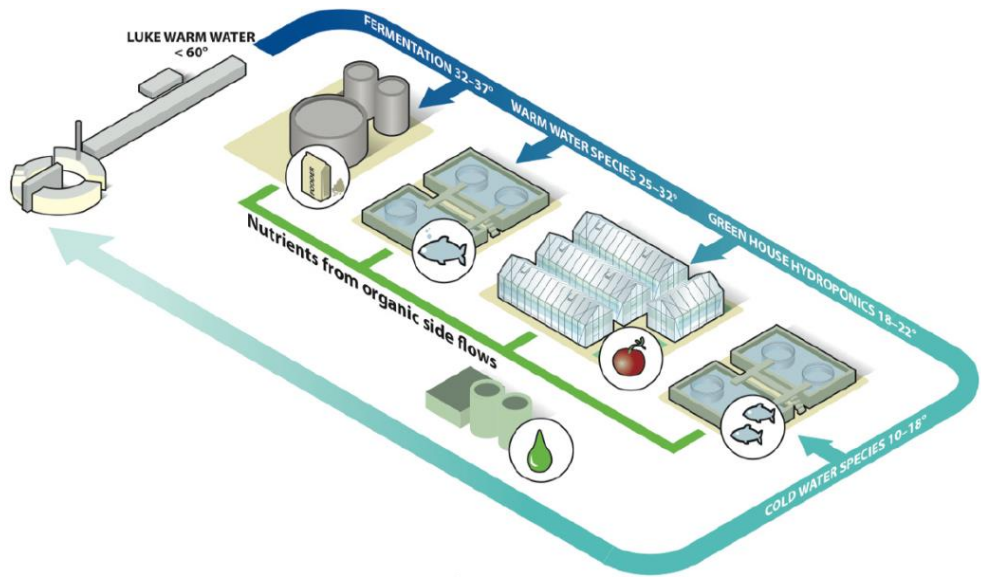 LUKE WARM WATER
< 60°
FERMENTATION 32–37°
WARM WATER SPECIES 25–32°
GREEN HOUSE HYDROPONICS 18–22°
COLD WATER SPECIES 10–18°
FODDER
Nutrients from organic side flows